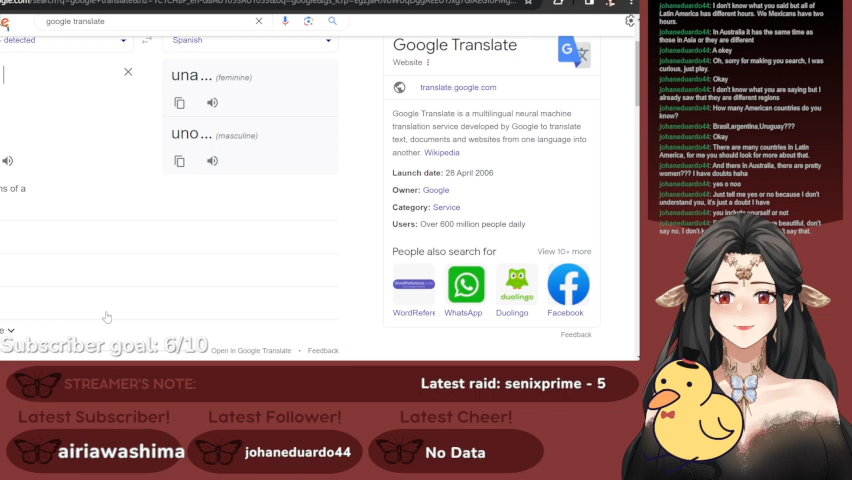 google translate
- detected
Spanish
una... (feminine)
uno... (masculine)
ns of a
Subscriber goal: 6/10
Open in Google Translate • Feedback
Google Translate
Website
translate.google.com
Google Translate is a multilingual neural machine
translation service developed by Google to translate
text, documents and websites from one language into
another. Wikipedia
Launch date: 28 April 2006
Owner: Google
Category: Service
Users: Over 600 million people daily
People also search for
View 10+ more
WordRefere
WhatsApp
Duolingo
Facebook
Feedback
johaneduardo44: I don't know what you said but all of
Latin America has different hours. We Mexicans have two
hours.
johaneduardo44: In Australia it has the same time as
those in Asia or they are different
johaneduardo44: A okey
johaneduardo44: Oh, sorry for making you search, I was
curious, just play.
johaneduardo44: Okay
johaneduardo44: I don't know what you are saying but I
already saw that they are different regions
johaneduardo44: How many American countries do you
know?
johaneduardo44: Brasil,argentina,Uruguay???
johaneduardo44: Okay
johaneduardo44: There are many countries in Latin
America, for me you should look for more about that.
johaneduardo44: And there in Australia, there are pretty
women??? I have doubts haha
johaneduardo44: yes o noo
johaneduardo44: Just tell me yes or no because I don't
understand you, it's just a doubt I have
johaneduardo44: you include yourself or not
beautiful, don't
say no, I don't
say that.
STREAMER'S NOTE:
Latest raid: senixprime - 5
Latest Subscriber!
Latest Follower!
Latest Cheer!
airiawashima
johaneduardo44
No Data